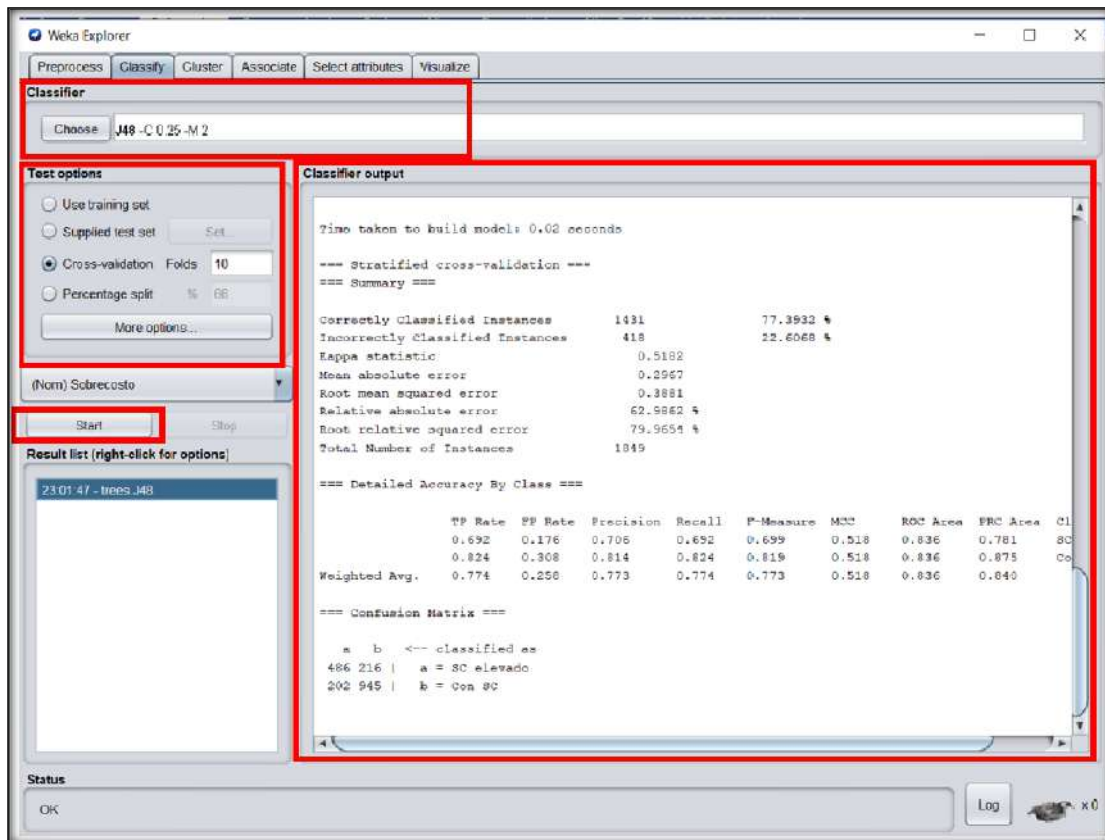 Weka Explorer
Preprocess Classify Cluster Associate Select attributes Visualize
Classifier
Choose J48 -C 0.25 -M 2
Test options
Use training set
Supplied test set Set...
Cross-validation Folds 10
Percentage split % 66
More options...
(Nom) Sobrecosto
Start Stop
Result list (right-click for options)
23:01:47 - trees.J48
Classifier output
Time taken to build model: 0.02 seconds
=== Stratified cross-validation ===
=== Summary ===
Correctly Classified Instances 1431 77.3932 %
Incorrectly Classified Instances 418 22.6068 %
Kappa statistic 0.5182
Mean absolute error 0.2967
Root mean squared error 0.3881
Relative absolute error 62.9862 %
Root relative squared error 79.9654 %
Total Number of Instances 1849
=== Detailed Accuracy By Class ===
TP Rate FP Rate Precision Recall F-Measure MCC ROC Area PRC Area Cl
0.692 0.176 0.706 0.692 0.699 0.518 0.836 0.781 SC
0.824 0.308 0.814 0.824 0.819 0.518 0.836 0.875 Co
Weighted Avg. 0.774 0.258 0.773 0.774 0.773 0.518 0.836 0.840
=== Confusion Matrix ===
a b <-- classified as
486 216 | a = SC elevado
202 945 | b = Con SC
Status
OK
Log x 0